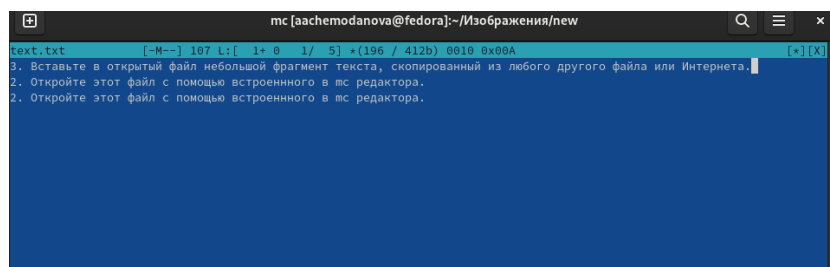 mc [aachemodanova@fedora]:~/Изображения/new
text.txt [-M--] 107 L:[ 1+ 0 1/ 5] *(196 / 412b) 0010 0x00A [*][X]
3. Вставьте в открытый файл небольшой фрагмент текста, скопированный из любого другого файла или Интернета.
2. Откройте этот файл с помощью встроеннного в mc редактора.
2. Откройте этот файл с помощью встроеннного в mc редактора.